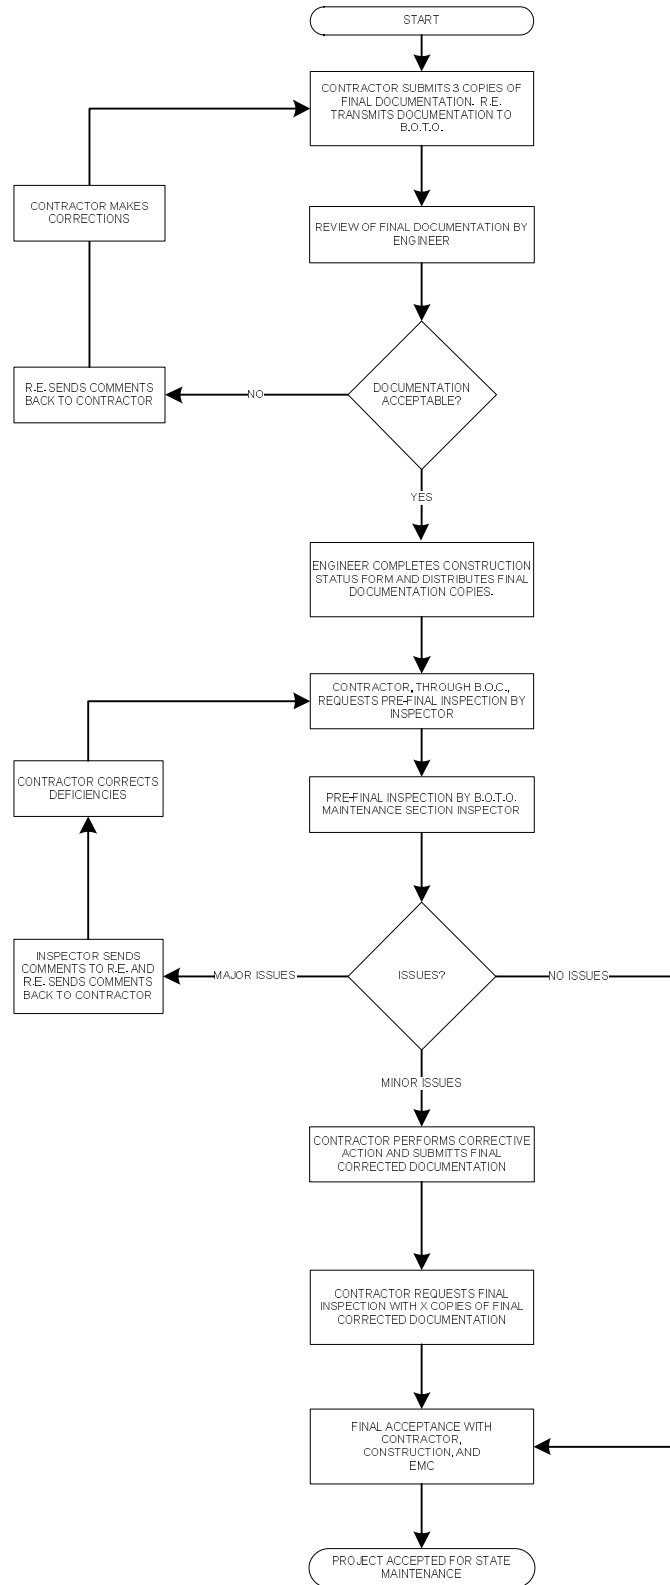 START
CONTRACTOR SUBMITS 3 COPIES OF
FINAL DOCUMENTATION. R.E.
TRANSMITS DOCUMENTATION TO
B.O.T.O.
CONTRACTOR MAKES
CORRECTIONS
REVIEW OF FINAL DOCUMENTATION BY
ENGINEER
R.E. SENDS COMMENTS
BACK TO CONTRACTOR
NO
DOCUMENTATION
ACCEPTABLE?
YES
ENGINEER COMPLETES CONSTRUCTION
STATUS FORM AND DISTRIBUTES FINAL
DOCUMENTATION COPIES.
CONTRACTOR, THROUGH B.O.C.,
REQUESTS PRE-FINAL INSPECTION BY
INSPECTOR
CONTRACTOR CORRECTS
DEFICIENCIES
PRE-FINAL INSPECTION BY B.O.T.O.
MAINTENANCE SECTION INSPECTOR
INSPECTOR SENDS
COMMENTS TO R.E. AND
R.E. SENDS COMMENTS
BACK TO CONTRACTOR
MAJOR ISSUES
ISSUES?
NO ISSUES
MINOR ISSUES
CONTRACTOR PERFORMS CORRECTIVE
ACTION AND SUBMITTS FINAL
CORRECTED DOCUMENTATION
CONTRACTOR REQUESTS FINAL
INSPECTION WITH X COPIES OF FINAL
CORRECTED DOCUMENTATION
FINAL ACCEPTANCE WITH
CONTRACTOR,
CONSTRUCTION, AND
EMC
PROJECT ACCEPTED FOR STATE
MAINTENANCE